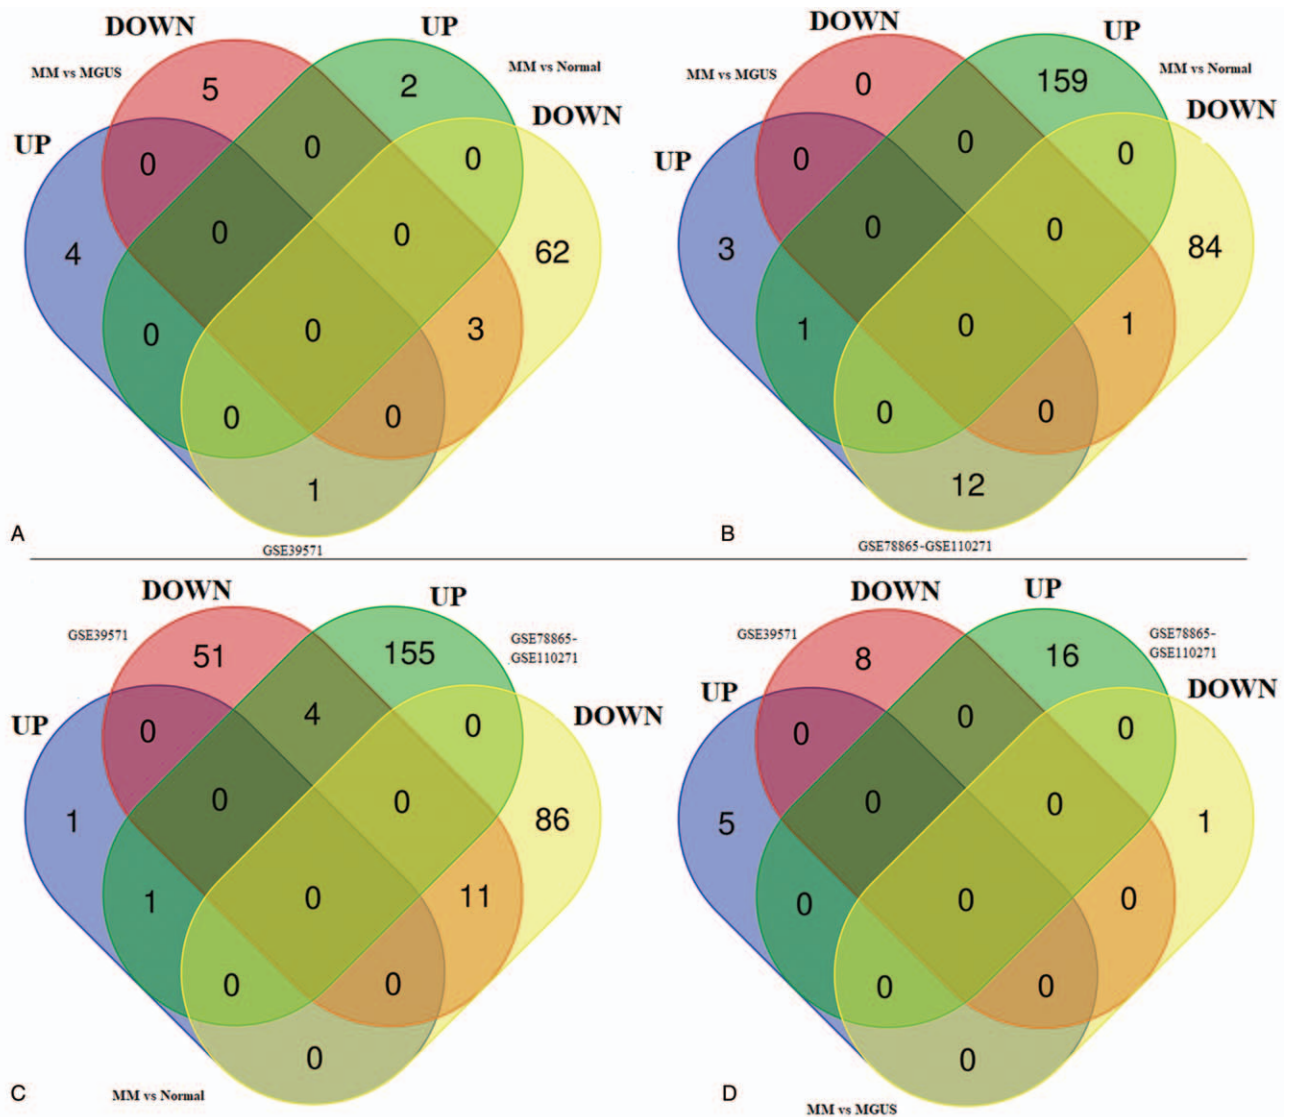 DOWN UP
MM vs MGUS 5 2 MM vs Normal
DOWN
UP 0 0 0
4 0 0 62
0 0 3
0 0
1
A
GSE39571
DOWN
UP
MM vs MGUS 0 159 MM vs Normal
DOWN
UP 0 0 0
3 0 0 84
1 0 1
0 0
12
B
GSE78865-GSE110271
DOWN UP
GSE39571 51 155 GSE78865-
GSE110271
UP DOWN
0 4 0
1 0 0 86
1 0 11
0 0
0
C
MM vs Normal
DOWN UP
GSE39571 8 16 GSE78865-
GSE110271
UP DOWN
0 0 0
5 0 0 1
0 0 0
0 0
0
D
MM vs MGUS